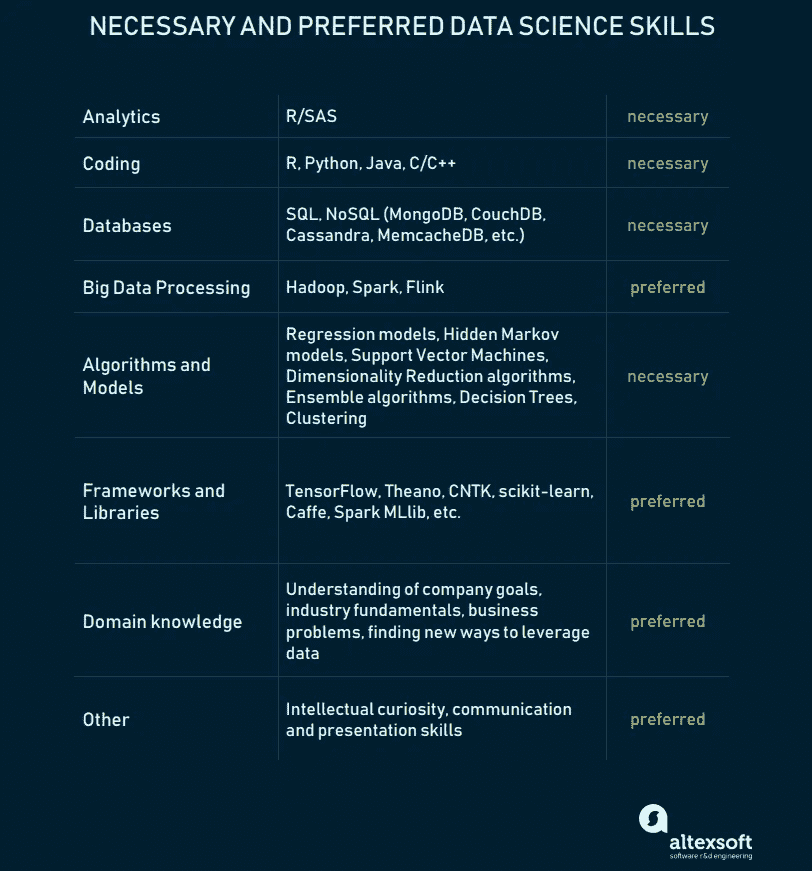 NECESSARY AND PREFERRED DATA SCIENCE SKILLS
Analytics
R/SAS
necessary
Coding
R, Python, Java, C/C++
necessary
Databases
SQL, NoSQL (MongoDB, CouchDB,
Cassandra, MemcacheDB, etc.)
necessary
Big Data Processing
Hadoop, Spark, Flink
preferred
Algorithms and
Models
Regression models, Hidden Markov
models, Support Vector Machines,
Dimensionality Reduction algorithms,
Ensemble algorithms, Decision Trees,
Clustering
necessary
Frameworks and
Libraries
TensorFlow, Theano, CNTK, scikit-learn,
Caffe, Spark MLlib, etc.
preferred
Domain knowledge
Understanding of company goals,
industry fundamentals, business
problems, finding new ways to leverage
data
preferred
Other
Intellectual curiosity, communication
and presentation skills
preferred
altexsoft
software r&d engineering